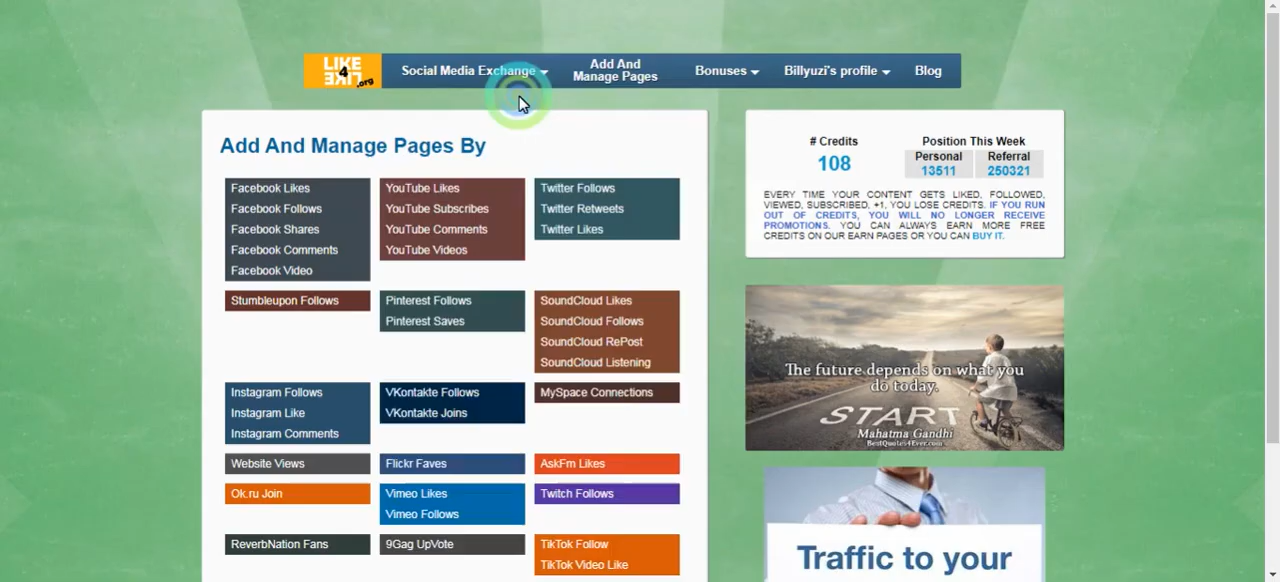 LIKE
4
LIKE
.org
Social Media Exchange
Add And
Manage Pages
Bonuses
Billyuzi's profile
Blog
Add And Manage Pages By
Facebook Likes
Facebook Follows
Facebook Shares
Facebook Comments
Facebook Video
YouTube Likes
YouTube Subscribes
YouTube Comments
YouTube Videos
Twitter Follows
Twitter Retweets
Twitter Likes
Stumbleupon Follows
Pinterest Follows
Pinterest Saves
SoundCloud Likes
SoundCloud Follows
SoundCloud RePost
SoundCloud Listening
Instagram Follows
Instagram Like
Instagram Comments
VKontakte Follows
VKontakte Joins
MySpace Connections
Website Views
Flickr Faves
AskFm Likes
Ok.ru Join
Vimeo Likes
Vimeo Follows
Twitch Follows
ReverbNation Fans
9Gag UpVote
TikTok Follow
TikTok Video Like
# Credits
108
Position This Week
Personal
13511
Referral
250321
EVERY TIME YOUR CONTENT GETS LIKED, FOLLOWED,
VIEWED, SUBSCRIBED, +1, YOU LOSE CREDITS. IF YOU RUN
OUT OF CREDITS, YOU WILL NO LONGER RECEIVE
PROMOTIONS. YOU CAN ALWAYS EARN MORE FREE
CREDITS ON OUR EARN PAGES OR YOU CAN BUY IT.
The future depends on what you
do today.
START
Mahatma Gandhi
BestQuotes4Ever.com
Traffic to your